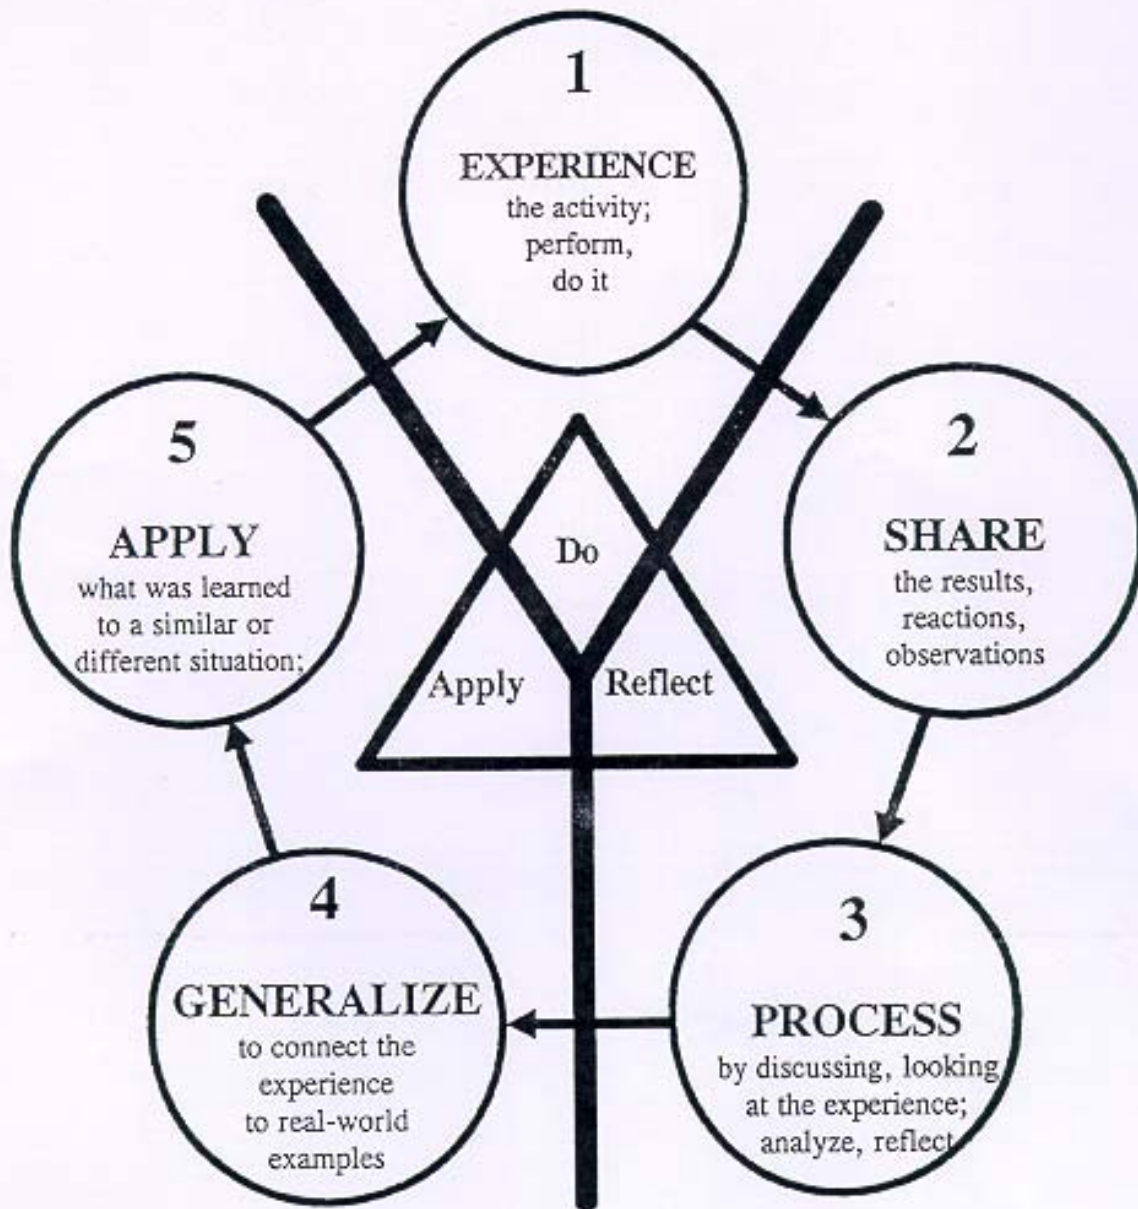 1
EXPERIENCE
the activity;
perform,
do it
2
SHARE
the results,
reactions,
observations
3
PROCESS
by discussing, looking
at the experience;
analyze, reflect
4
GENERALIZE
to connect the
experience
to real-world
examples
5
APPLY
what was learned
to a similar or
different situation;
Do
Reflect
Apply